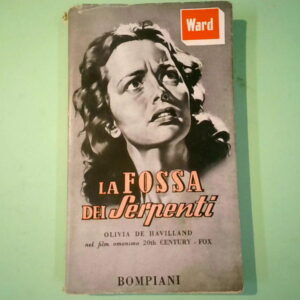 Ward
LA FOSSA
DEI Serpenti
OLIVIA DE HAVILLAND
nel film omonimo 20th CENTURY - FOX
BOMPIANI